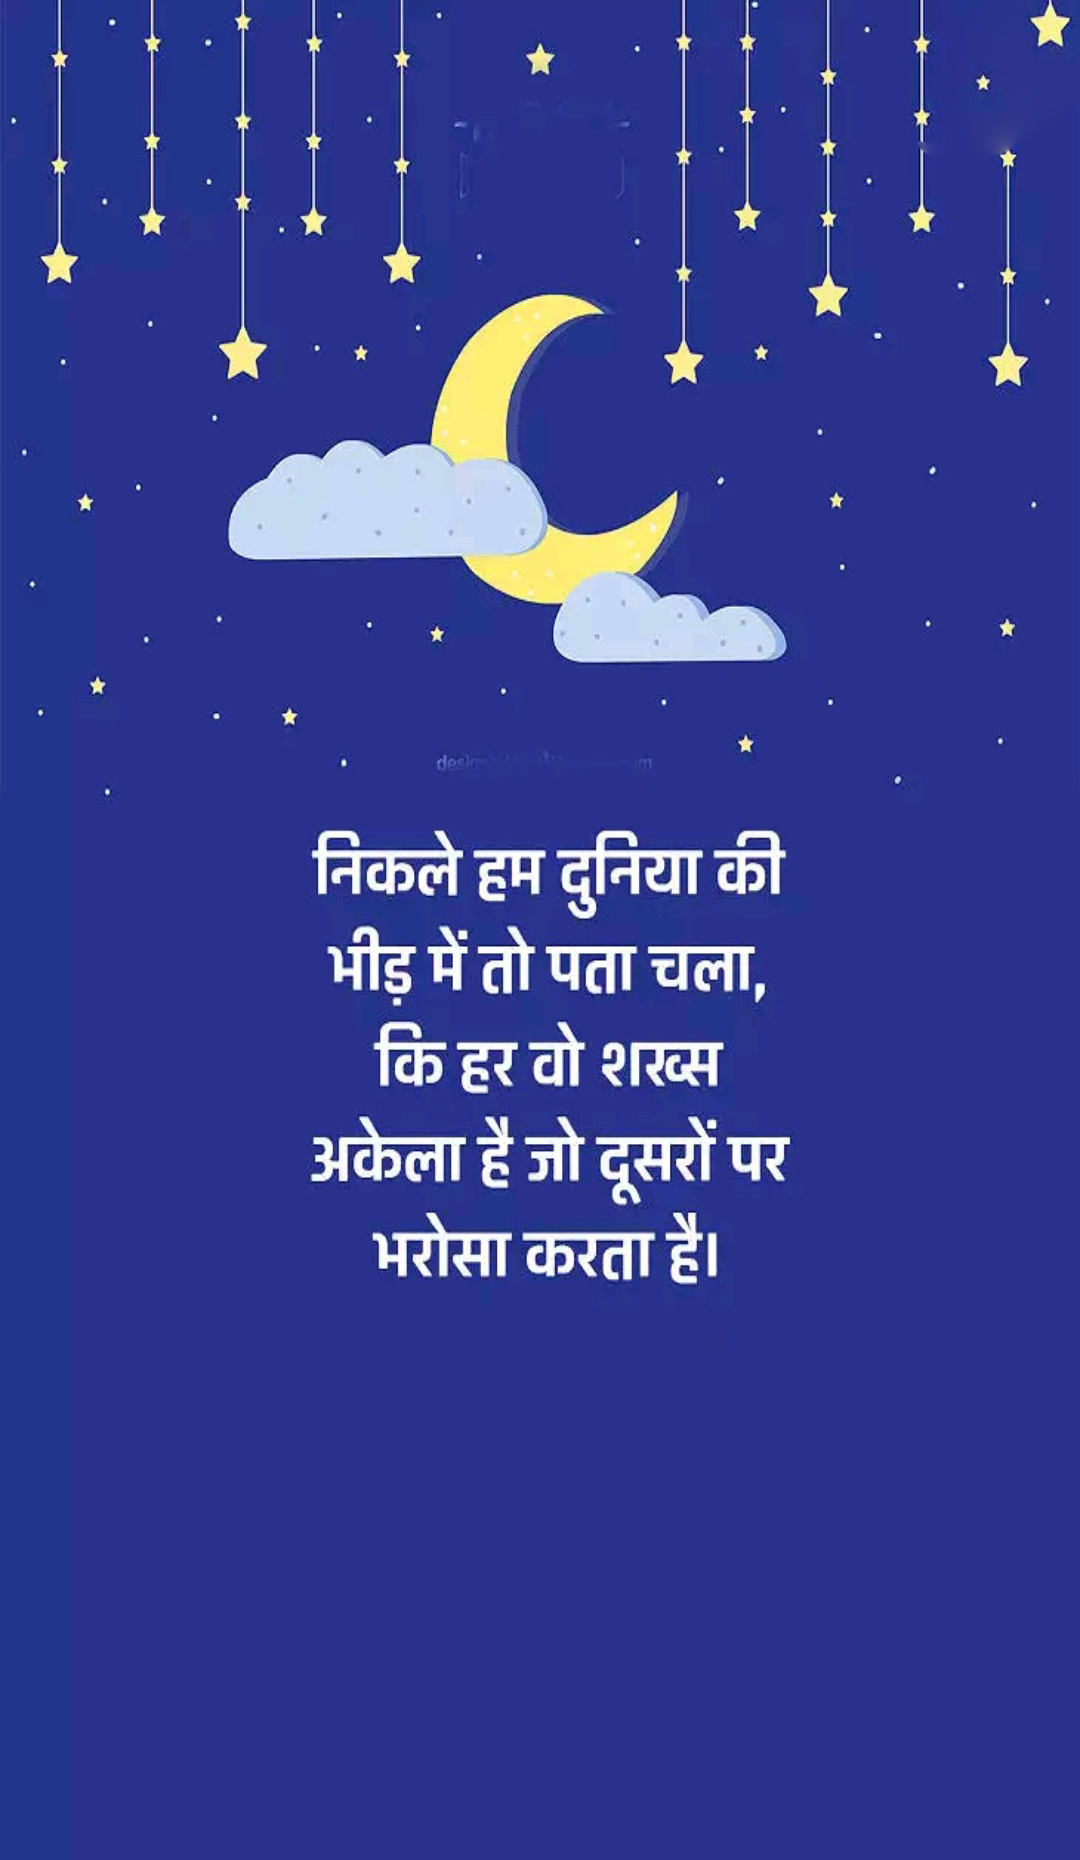 निकले हम दुनिया की
भीड़ में तो पता चला,
कि हर वो शख्स
अकेला है जो दूसरों पर
भरोसा करता है।